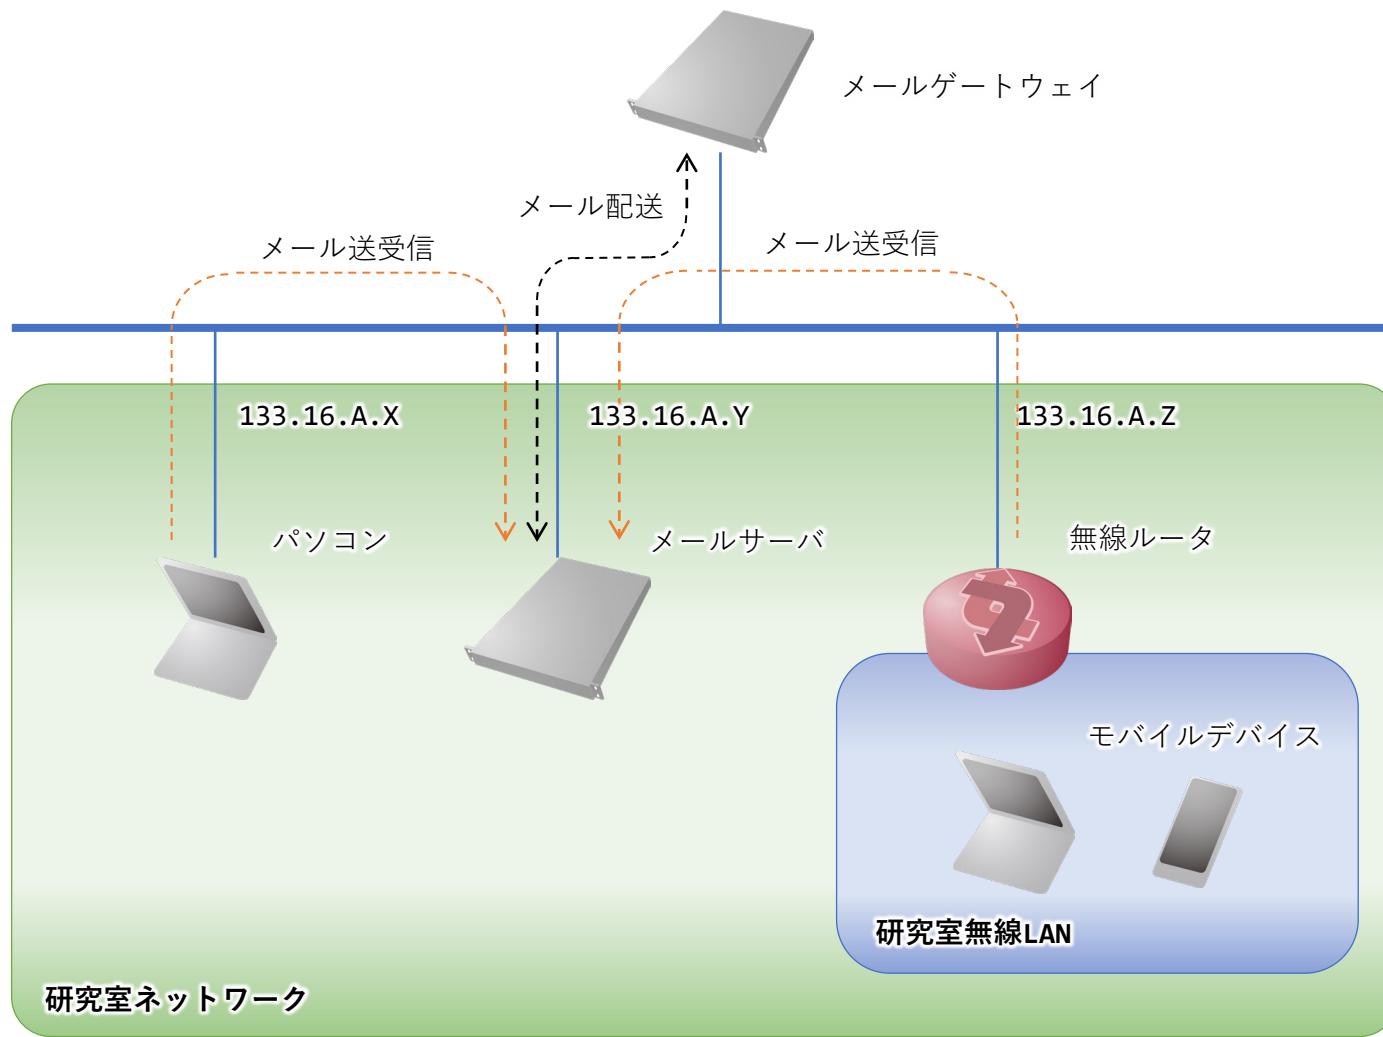 メールゲートウェイ
メール配送
メール送受信
メール送受信
133.16.A.X
133.16.A.Y
133.16.A.Z
パソコン
メールサーバ
無線ルータ
モバイルデバイス
研究室無線LAN
研究室ネットワーク